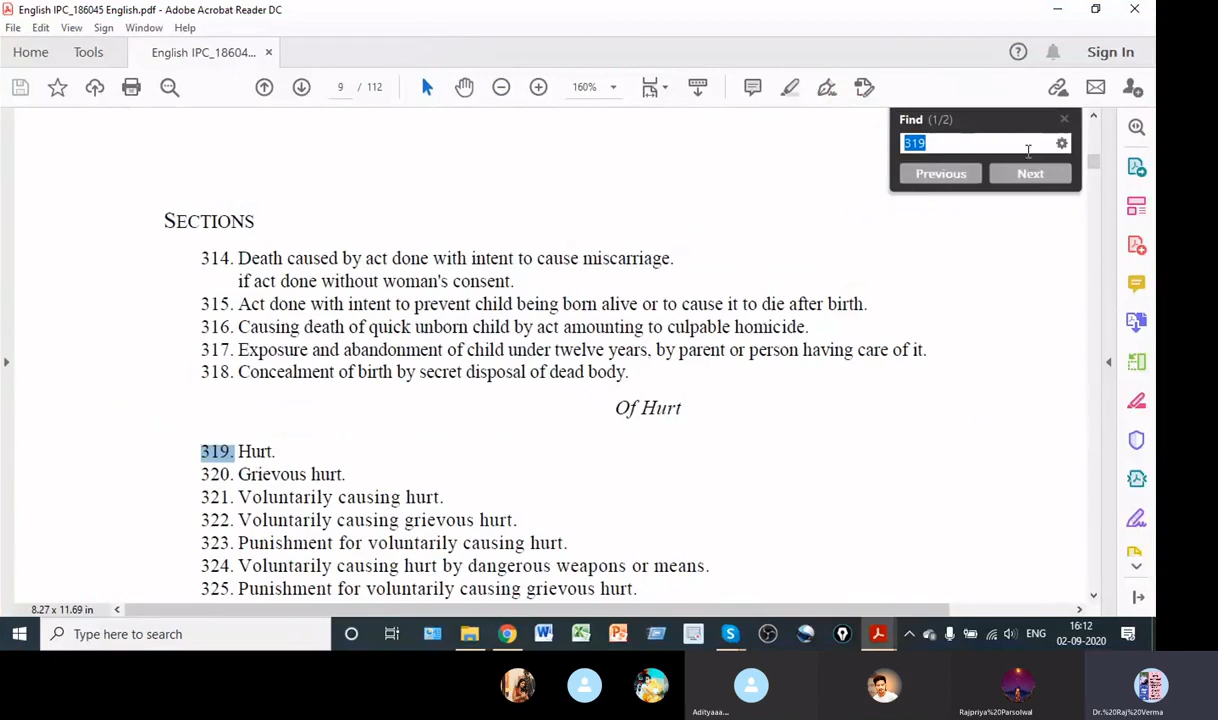 English IPC_186045 English.pdf - Adobe Acrobat Reader DC
File Edit View Sign Window Help
Home Tools English IPC_18604... ×
Sign In
9 / 112
160%
Find (1/2)
319
Previous Next
SECTIONS
314. Death caused by act done with intent to cause miscarriage.
if act done without woman's consent.
315. Act done with intent to prevent child being born alive or to cause it to die after birth.
316. Causing death of quick unborn child by act amounting to culpable homicide.
317. Exposure and abandonment of child under twelve years, by parent or person having care of it.
318. Concealment of birth by secret disposal of dead body.
Of Hurt
319. Hurt.
320. Grievous hurt.
321. Voluntarily causing hurt.
322. Voluntarily causing grievous hurt.
323. Punishment for voluntarily causing hurt.
324. Voluntarily causing hurt by dangerous weapons or means.
325. Punishment for voluntarily causing grievous hurt.
8.27 x 11.69 in
Type here to search
ENG
16:12
02-09-2020
Adityaaa...
Rajpriya%20Parsolwal
Dr.%20Raj%20Verma